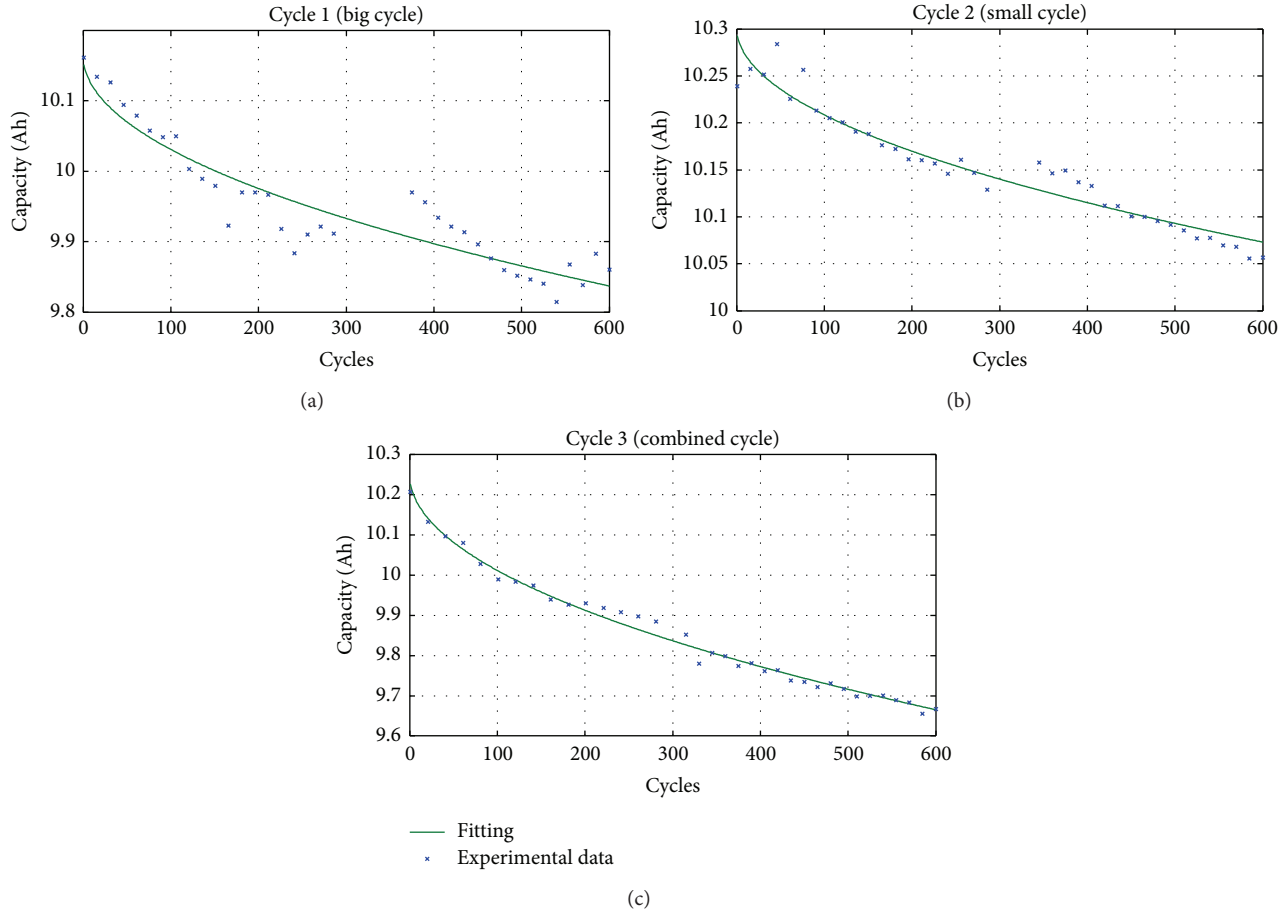 Cycle 1 (big cycle)
Capacity (Ah)
10.1
10
9.9
9.8
0 100 200 300 400 500 600
Cycles
(a)
Cycle 2 (small cycle)
Capacity (Ah)
10.3
10.25
10.2
10.15
10.1
10.05
10
0 100 200 300 400 500 600
Cycles
(b)
Cycle 3 (combined cycle)
Capacity (Ah)
10.3
10.2
10.1
10
9.9
9.8
9.7
9.6
0 100 200 300 400 500 600
Cycles
Fitting
Experimental data
(c)